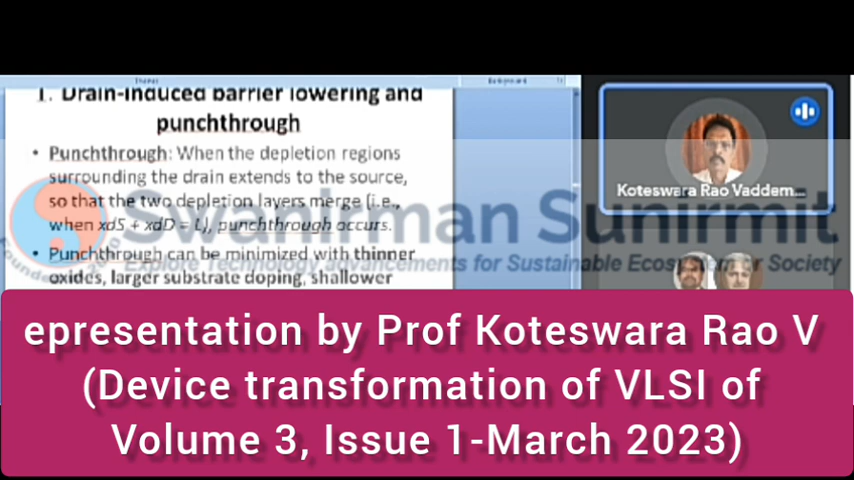 1. Drain-induced barrier lowering and
punchthrough
• Punchthrough: When the depletion regions
surrounding the drain extends to the source,
so that the two depletion layers merge (i.e.,
when xdS + xdD = L), punchthrough occurs.
• Punchthrough can be minimized with thinner
oxides, larger substrate doping, shallower
Koteswara Rao Vaddem...
Swanirman Sunirmit
Explore Technology advancements for Sustainable Ecosystem or Society
epresentation by Prof Koteswara Rao V
(Device transformation of VLSI of
Volume 3, Issue 1-March 2023)